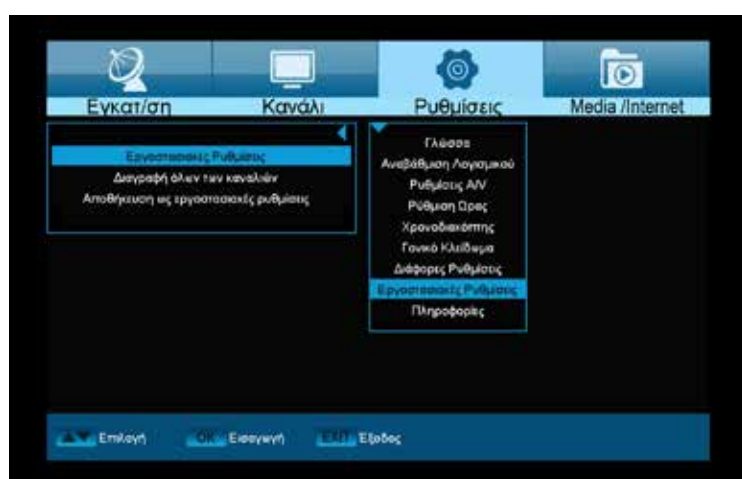 Εγκατ/ση Κανάλι Ρυθμίσεις Media /Internet
Εργοστασιακές Ρυθμίσεις
Διαγραφή όλων των καναλιών
Αποθήκευση ως εργοστασιακές ρυθμίσεις
Γλώσσα
Αναβάθμιση Λογισμικού
Ρυθμίσεις A/V
Ρύθμιση Ώρας
Χρονοδιακόπτης
Γονικό Κλείδωμα
Διάφορες Ρυθμίσεις
Εργοστασιακές Ρυθμίσεις
Πληροφορίες
Επιλογή OK Εισαγωγή EXIT Έξοδος